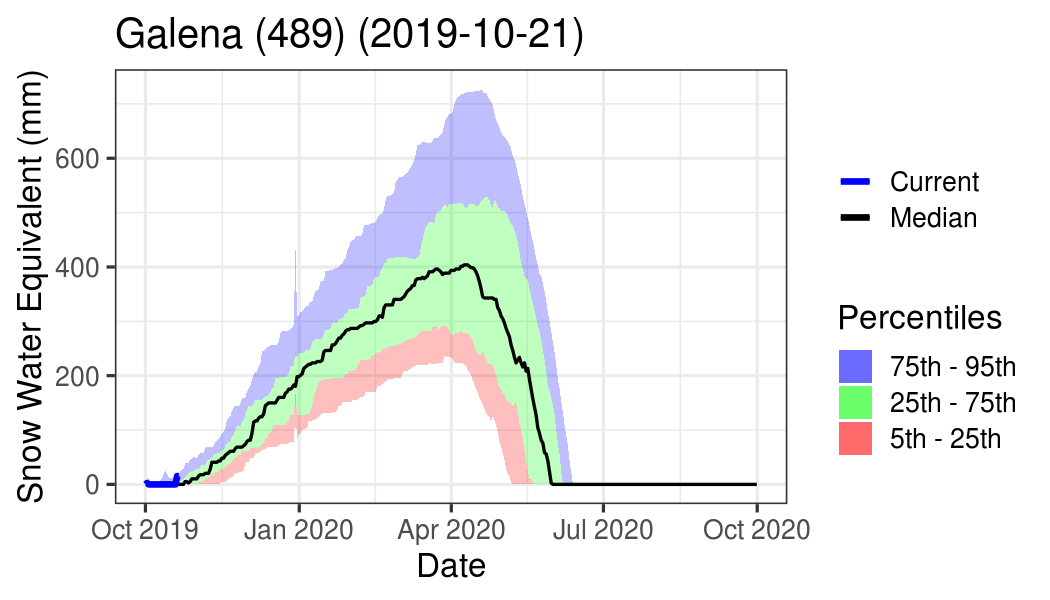 Galena (489) (2019-10-21)
Snow Water Equivalent (mm)
600
400
200
0
Oct 2019
Jan 2020
Apr 2020
Jul 2020
Oct 2020
Date
Current
Median
Percentiles
75th - 95th
25th - 75th
5th - 25th